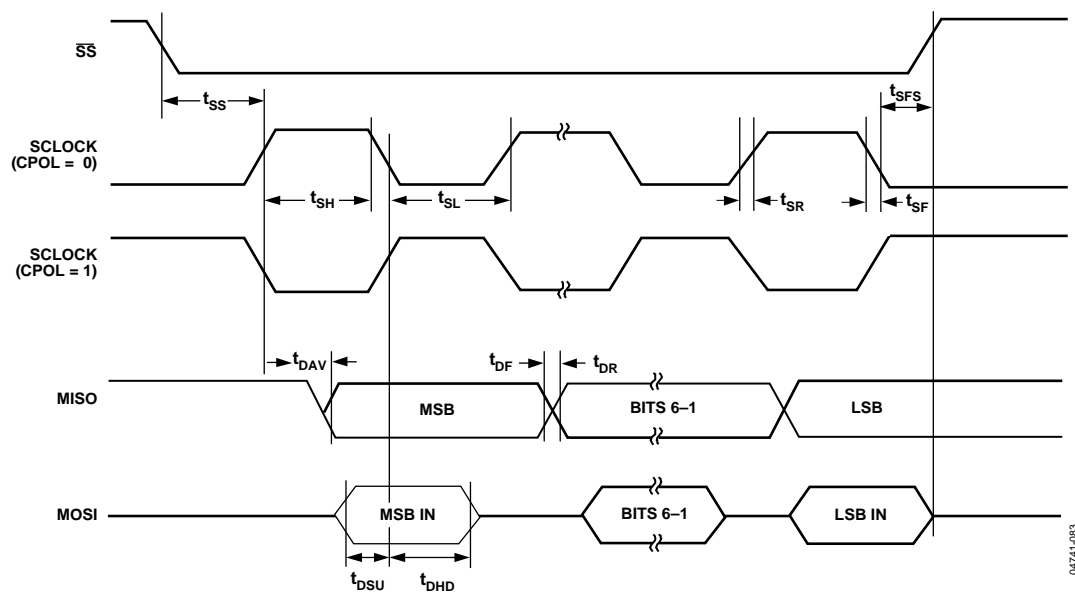 SS
tSS
tSFS
SCLOCK
(CPOL = 0)
tSH
tSL
tSR
tSF
SCLOCK
(CPOL = 1)
tDAV
tDF
tDR
MISO
MSB
BITS 6–1
LSB
MOSI
MSB IN
BITS 6–1
LSB IN
tDSU
tDHD
04741-083